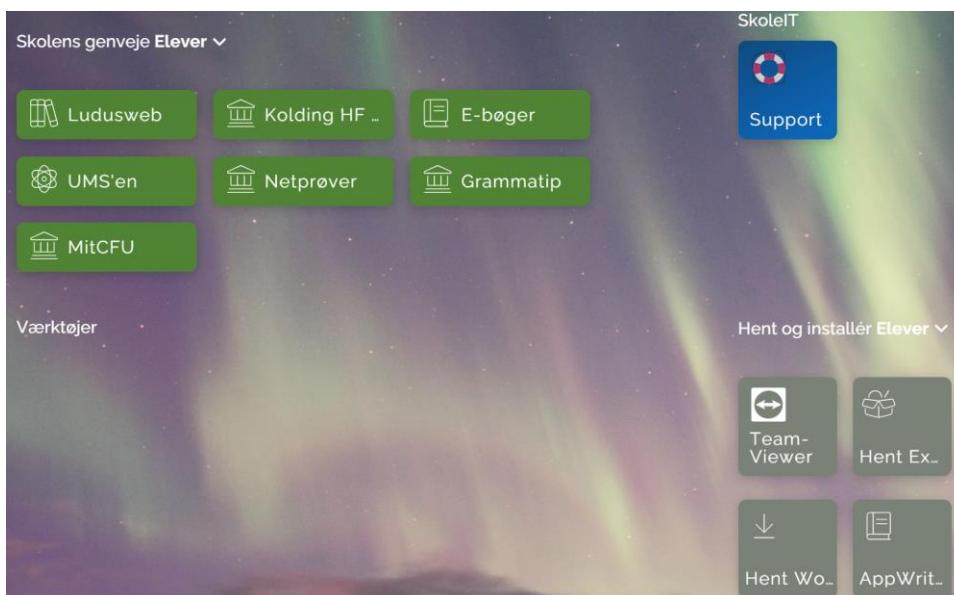 Skolens genveje Elever
Ludusweb
Kolding HF …
E-bøger
UMS'en
Netprøver
Grammatip
MitCFU
SkoleIT
Support
Værktøjer
Hent og installér Elever
Team-
Viewer
Hent Ex…
Hent Wo…
AppWrit…